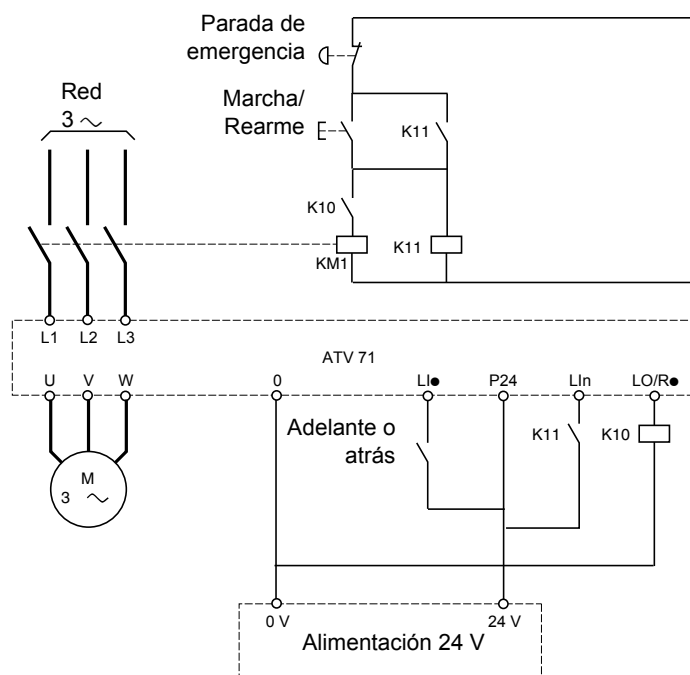 Parada de
emergencia
Red
3
Marcha/
Rearme
K11
K10
KM1
K11
L1
L2
L3
ATV 71
U
V
W
0
LI●
P24
LIn
LO/R●
Adelante o
atrás
K11
K10
M
3
0 V
24 V
Alimentación 24 V